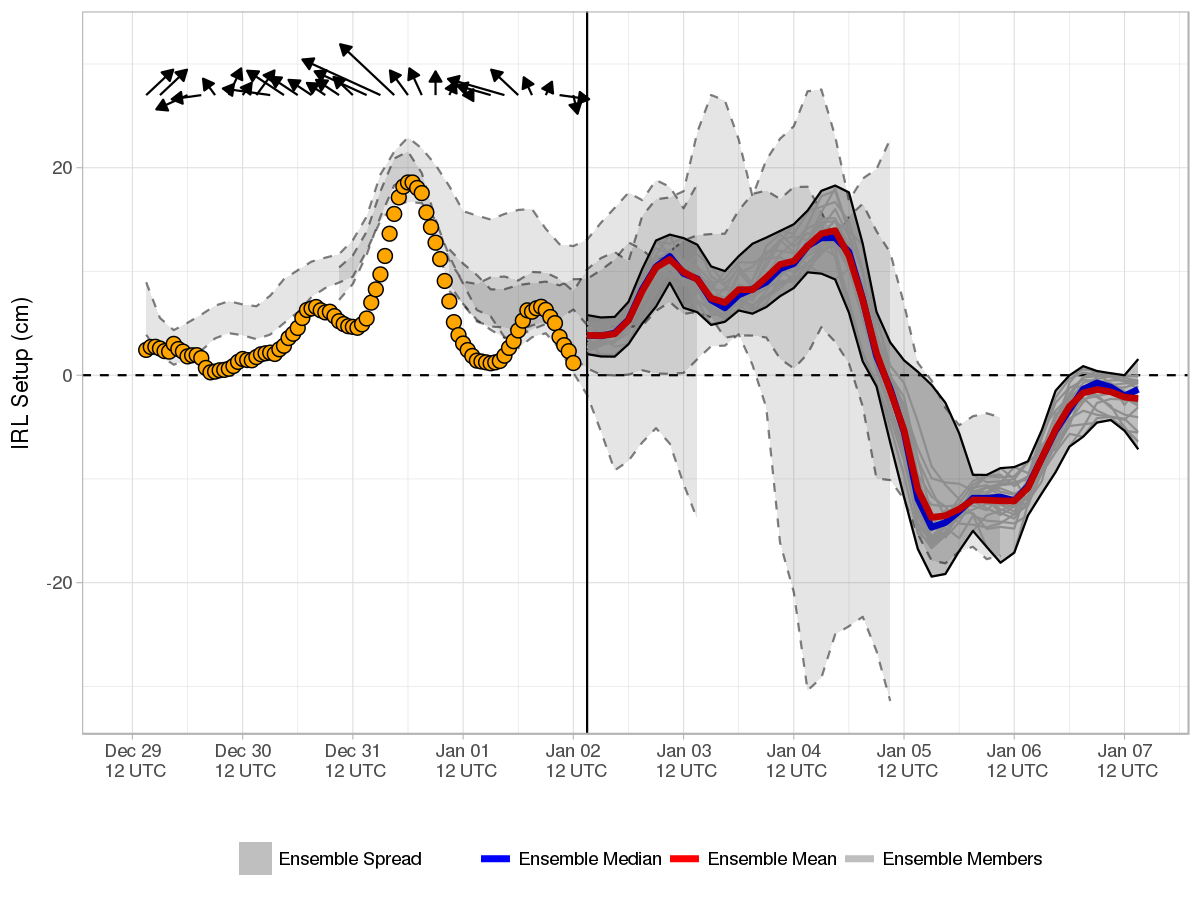 IRL Setup (cm)
20
0
-20
Dec 29 Dec 30 Dec 31 Jan 01 Jan 02 Jan 03 Jan 04 Jan 05 Jan 06 Jan 07
12 UTC 12 UTC 12 UTC 12 UTC 12 UTC 12 UTC 12 UTC 12 UTC 12 UTC 12 UTC
Ensemble Spread Ensemble Median Ensemble Mean Ensemble Members